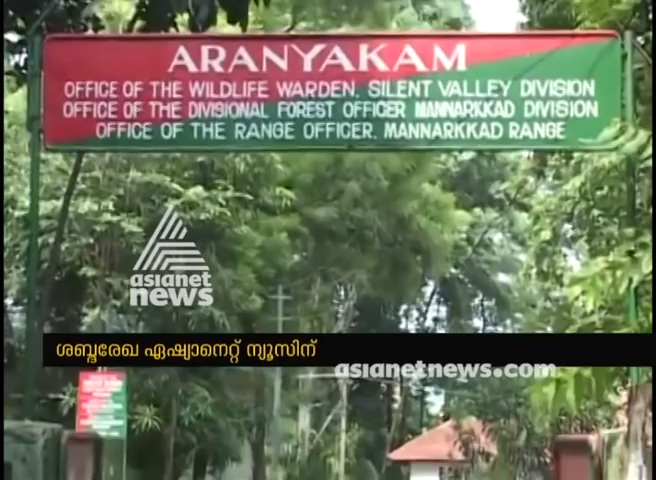 ARANYAKAM
OFFICE OF THE WILDLIFE WARDEN, SILENT VALLEY DIVISION
OFFICE OF THE DIVISIONAL FOREST OFFICER MANNARKKAD DIVISION
OFFICE OF THE RANGE OFFICER, MANNARKKAD RANGE
asianet
news
ശബ്ദരേഖ ഏഷ്യാനെറ്റ് ന്യൂസിന്
asianetnews.com